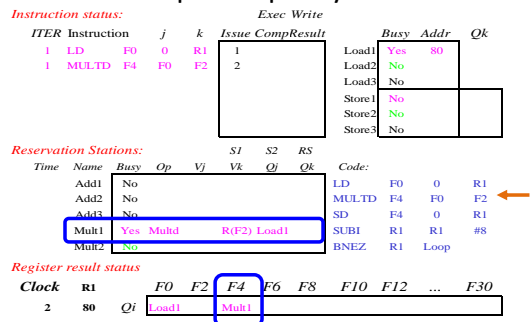 Instruction status: Exec Write
ITER Instruction j k Issue CompResult Busy Addr Qk
1 LD F0 0 R1 1 Load1 Yes 80
1 MULTD F4 F0 F2 2 Load2 No
Load3 No
Store1 No
Store2 No
Store3 No
Reservation Stations: S1 S2 RS
Time Name Busy Op Vj Vk Qj Qk Code:
Add1 No LD F0 0 R1
Add2 No MULTD F4 F0 F2
Add3 No SD F4 0 R1
Mult1 Yes Multd R(F2) Load1 SUBI R1 R1 #8
Mult2 No BNEZ R1 Loop
Register result status
Clock R1 F0 F2 F4 F6 F8 F10 F12 ... F30
2 80 Qi Load1 Mult1